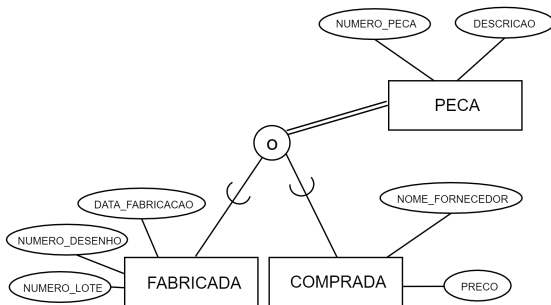 NUMERO_PECA
DESCRICAO
PECA
O
DATA_FABRICACAO
NOME_FORNECEDOR
NUMERO_DESENHO
NUMERO_LOTE
FABRICADA
COMPRADA
PRECO